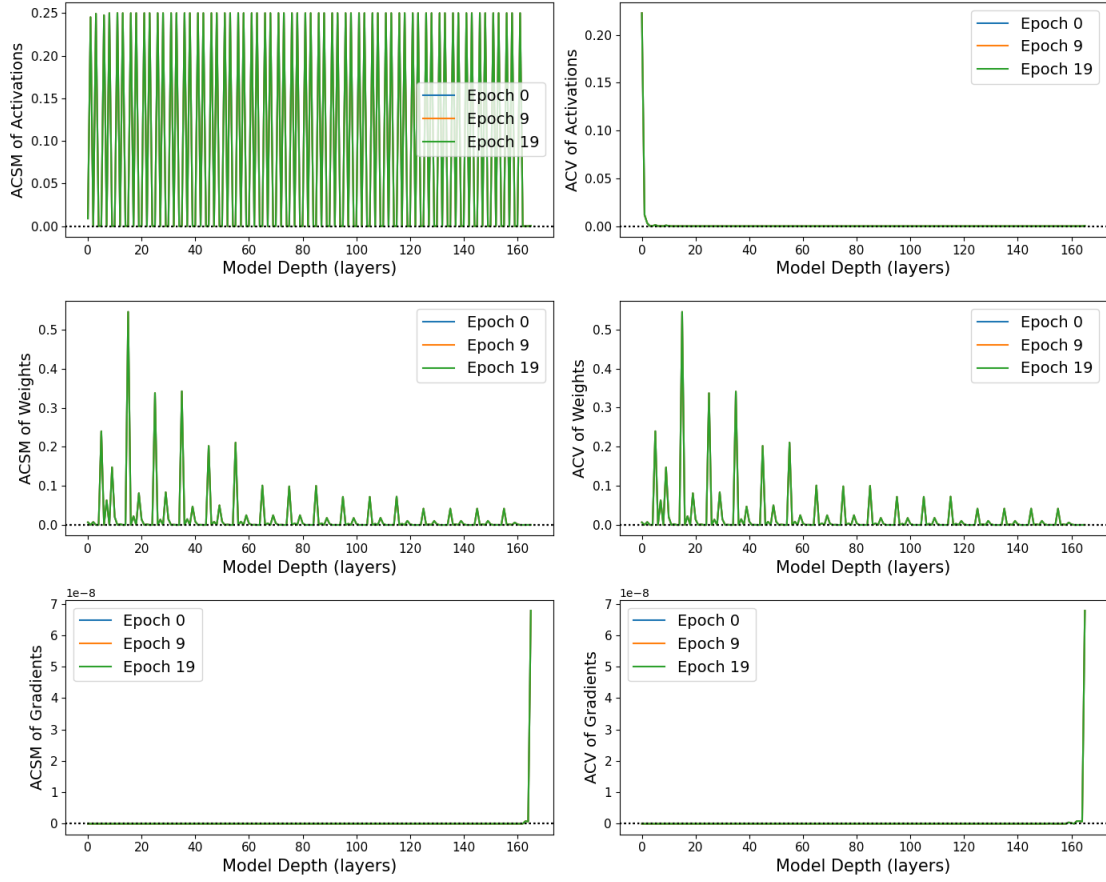 ACSM of Activations
0.25
0.20
0.15
0.10
0.05
0.00
Epoch 0
Epoch 9
Epoch 19
0 20 40 60 80 100 120 140 160
Model Depth (layers)
ACV of Activations
0.20
0.15
0.10
0.05
0.00
Epoch 0
Epoch 9
Epoch 19
0 20 40 60 80 100 120 140 160
Model Depth (layers)
ACSM of Weights
0.5
0.4
0.3
0.2
0.1
0.0
Epoch 0
Epoch 9
Epoch 19
0 20 40 60 80 100 120 140 160
Model Depth (layers)
ACV of Weights
0.5
0.4
0.3
0.2
0.1
0.0
Epoch 0
Epoch 9
Epoch 19
0 20 40 60 80 100 120 140 160
Model Depth (layers)
1e-8
ACSM of Gradients
7
6
5
4
3
2
1
0
Epoch 0
Epoch 9
Epoch 19
0 20 40 60 80 100 120 140 160
Model Depth (layers)
1e-8
ACV of Gradients
7
6
5
4
3
2
1
0
Epoch 0
Epoch 9
Epoch 19
0 20 40 60 80 100 120 140 160
Model Depth (layers)